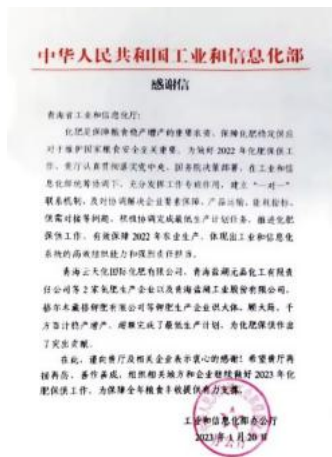 中华人民共和国工业和信息化部
感谢信
青海省工业和信息化厅：
化肥是保障粮食稳产增产的重要农资，保障化肥稳定供应
对于维护国家粮食安全至关重要。为做好2022年化肥保供工
作，贵厅认真贯彻落实党中央、国务院决策部署，在工业和信
息化部统筹协调下，充分发挥工作专班作用，建立“一对一”
联系机制，及时协调解决企业要素保障、产品运输、能耗指标、
供需对接等问题，积极协调完成最低生产计划任务，推进化肥
保供工作，有效保障2022年农业生产，体现出工业和信息化
系统的高效组织能力和强烈责任担当。
青海云天化国际化肥有限公司、青海盐湖元品化工有限责
任公司等2家氮肥生产企业以及青海盐湖工业股份有限公司、
格尔木藏格钾肥有限公司等钾肥生产企业识大体、顾大局，千
方百计稳产增产，超额完成了最低生产计划，为化肥保供作出
了突出贡献。
在此，谨向贵厅及相关企业表示衷心的感谢！希望贵厅再
接再厉、善作善成，组织相关地方和企业继续做好2023年化
肥保供工作，为保障全年粮食丰收提供有力支撑。
工业和信息化部办公厅
2023年1月20日